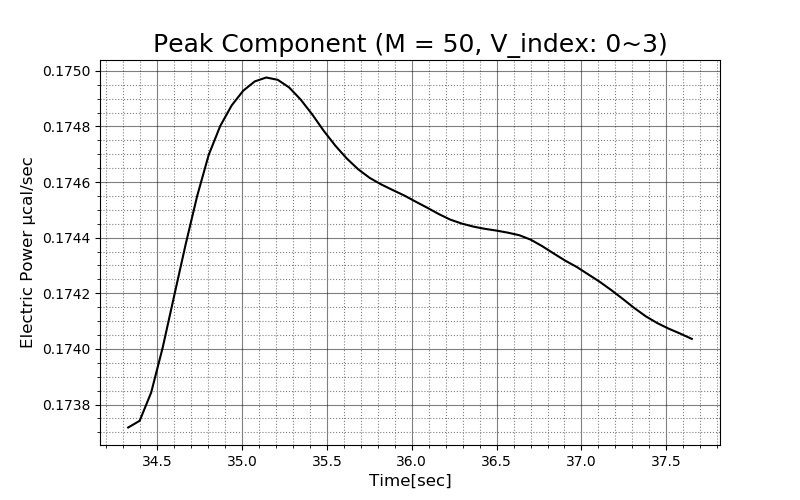 Peak Component (M = 50, V_index: 0~3)
Electric Power μcal/sec
0.1750
0.1748
0.1746
0.1744
0.1742
0.1740
0.1738
34.5 35.0 35.5 36.0 36.5 37.0 37.5
Time[sec]